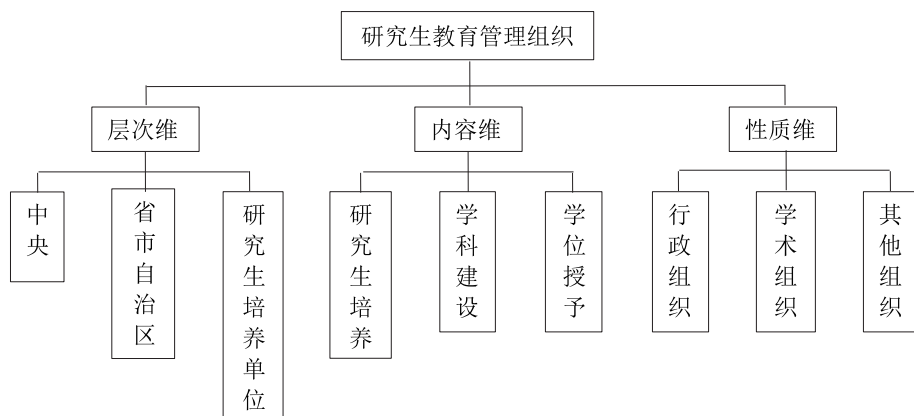 研究生教育管理组织
层次维
内容维
性质维
中央
省市自治区
研究生培养单位
研究生培养
学科建设
学位授予
行政组织
学术组织
其他组织